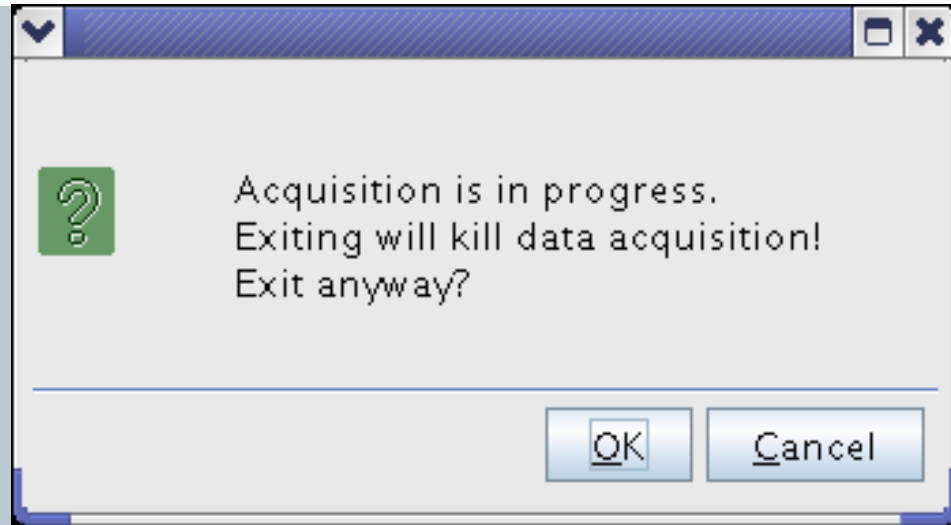 Acquisition is in progress.
Exiting will kill data acquisition!
Exit anyway?
OK
Cancel